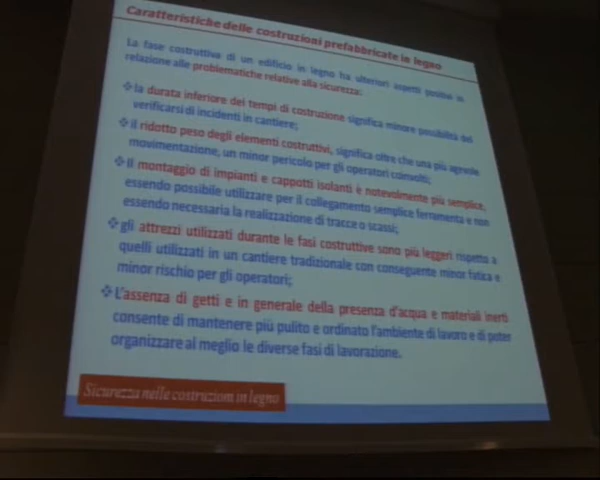 Caratteristiche delle costruzioni prefabbricate in legno
La fase costruttiva di un edificio in legno ha ulteriori aspetti positivi in
relazione alle problematiche relative alla sicurezza:
❖la durata inferiore dei tempi di costruzione significa minore possibilità del
verificarsi di incidenti in cantiere;
❖il ridotto peso degli elementi costruttivi, significa oltre che una più agevole
movimentazione, un minor pericolo per gli operatori coinvolti;
❖Il montaggio di impianti e cappotti isolanti è notevolmente più semplice,
essendo possibile utilizzare per il collegamento semplice ferramenta e non
essendo necessaria la realizzazione di tracce o scassi;
❖gli attrezzi utilizzati durante le fasi costruttive sono più leggeri rispetto a
quelli utilizzati in un cantiere tradizionale con conseguente minor fatica e
minor rischio per gli operatori;
❖L'assenza di getti e in generale della presenza d'acqua e materiali inerti
consente di mantenere più pulito e ordinato l'ambiente di lavoro e di poter
organizzare al meglio le diverse fasi di lavorazione.
Sicurezza nelle costruzioni in legno